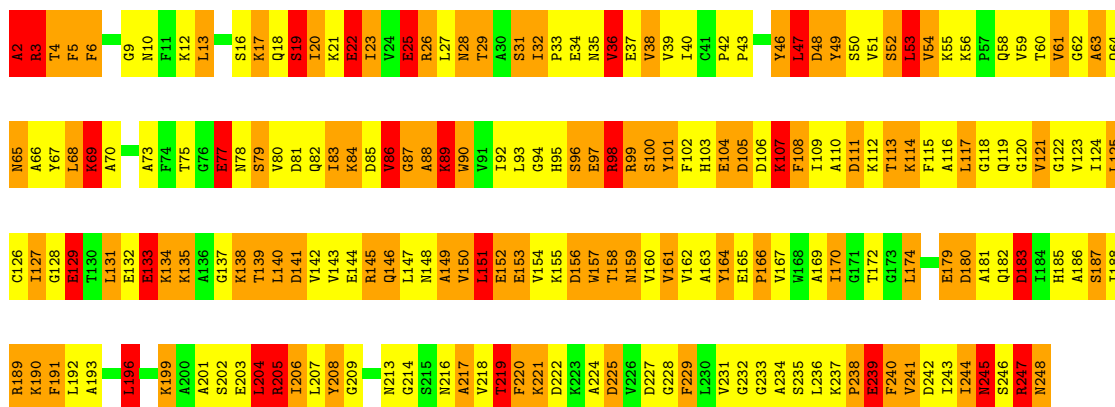 A2 R3 T4 F5 F6 G9 N10 F11 K12 L13 S16 K17 Q18 S19 I20 K21 E22 I23 V24 E25 R26 L27 N28 T29 A30 S31 I32 P33 E34 N35 V36 E37 V38 V39 I40 C41 P42 P43 Y46 L47 D48 Y49 S50 V51 S52 L53 V54 K55 K56 P57 Q58 V59 T60 V61 G62 A63
N65 A66 Y67 L68 K69 A70 A73 F74 T75 G76 E77 N78 S79 V80 D81 Q82 I83 K84 D85 V86 G87 A88 K89 W90 V91 I92 L93 G94 H95 S96 E97 R98 R99 S100 Y101 F102 H103 E104 D105 D106 K107 F108 I109 A110 D111 K112 T113 K114 F115 A116 L117 G118 Q119 G120 V121 G122 V123 I124 L125
C126 I127 G128 E129 T130 L131 E132 E133 K134 K135 A136 G137 K138 T139 L140 D141 V142 V143 E144 R145 Q146 L147 N148 A149 V150 L151 E152 E153 V154 K155 D156 W157 T158 N159 V160 V161 V162 A163 Y164 E165 P166 V167 W168 A169 I170 G171 T172 G173 L174 E179 D180 A181 Q182 D183 I184 H185 A186 S187 I188
R189 K190 F191 L192 A193 L196 K199 A200 A201 S202 E203 L204 R205 I206 L207 Y208 G209 N213 G214 S215 N216 A217 V218 T219 F220 K221 D222 K223 A224 D225 V226 D227 G228 F229 L230 V231 G232 G233 A234 S235 L236 K237 P238 E239 F240 V241 D242 I243 I244 N245 S246 R247 N248